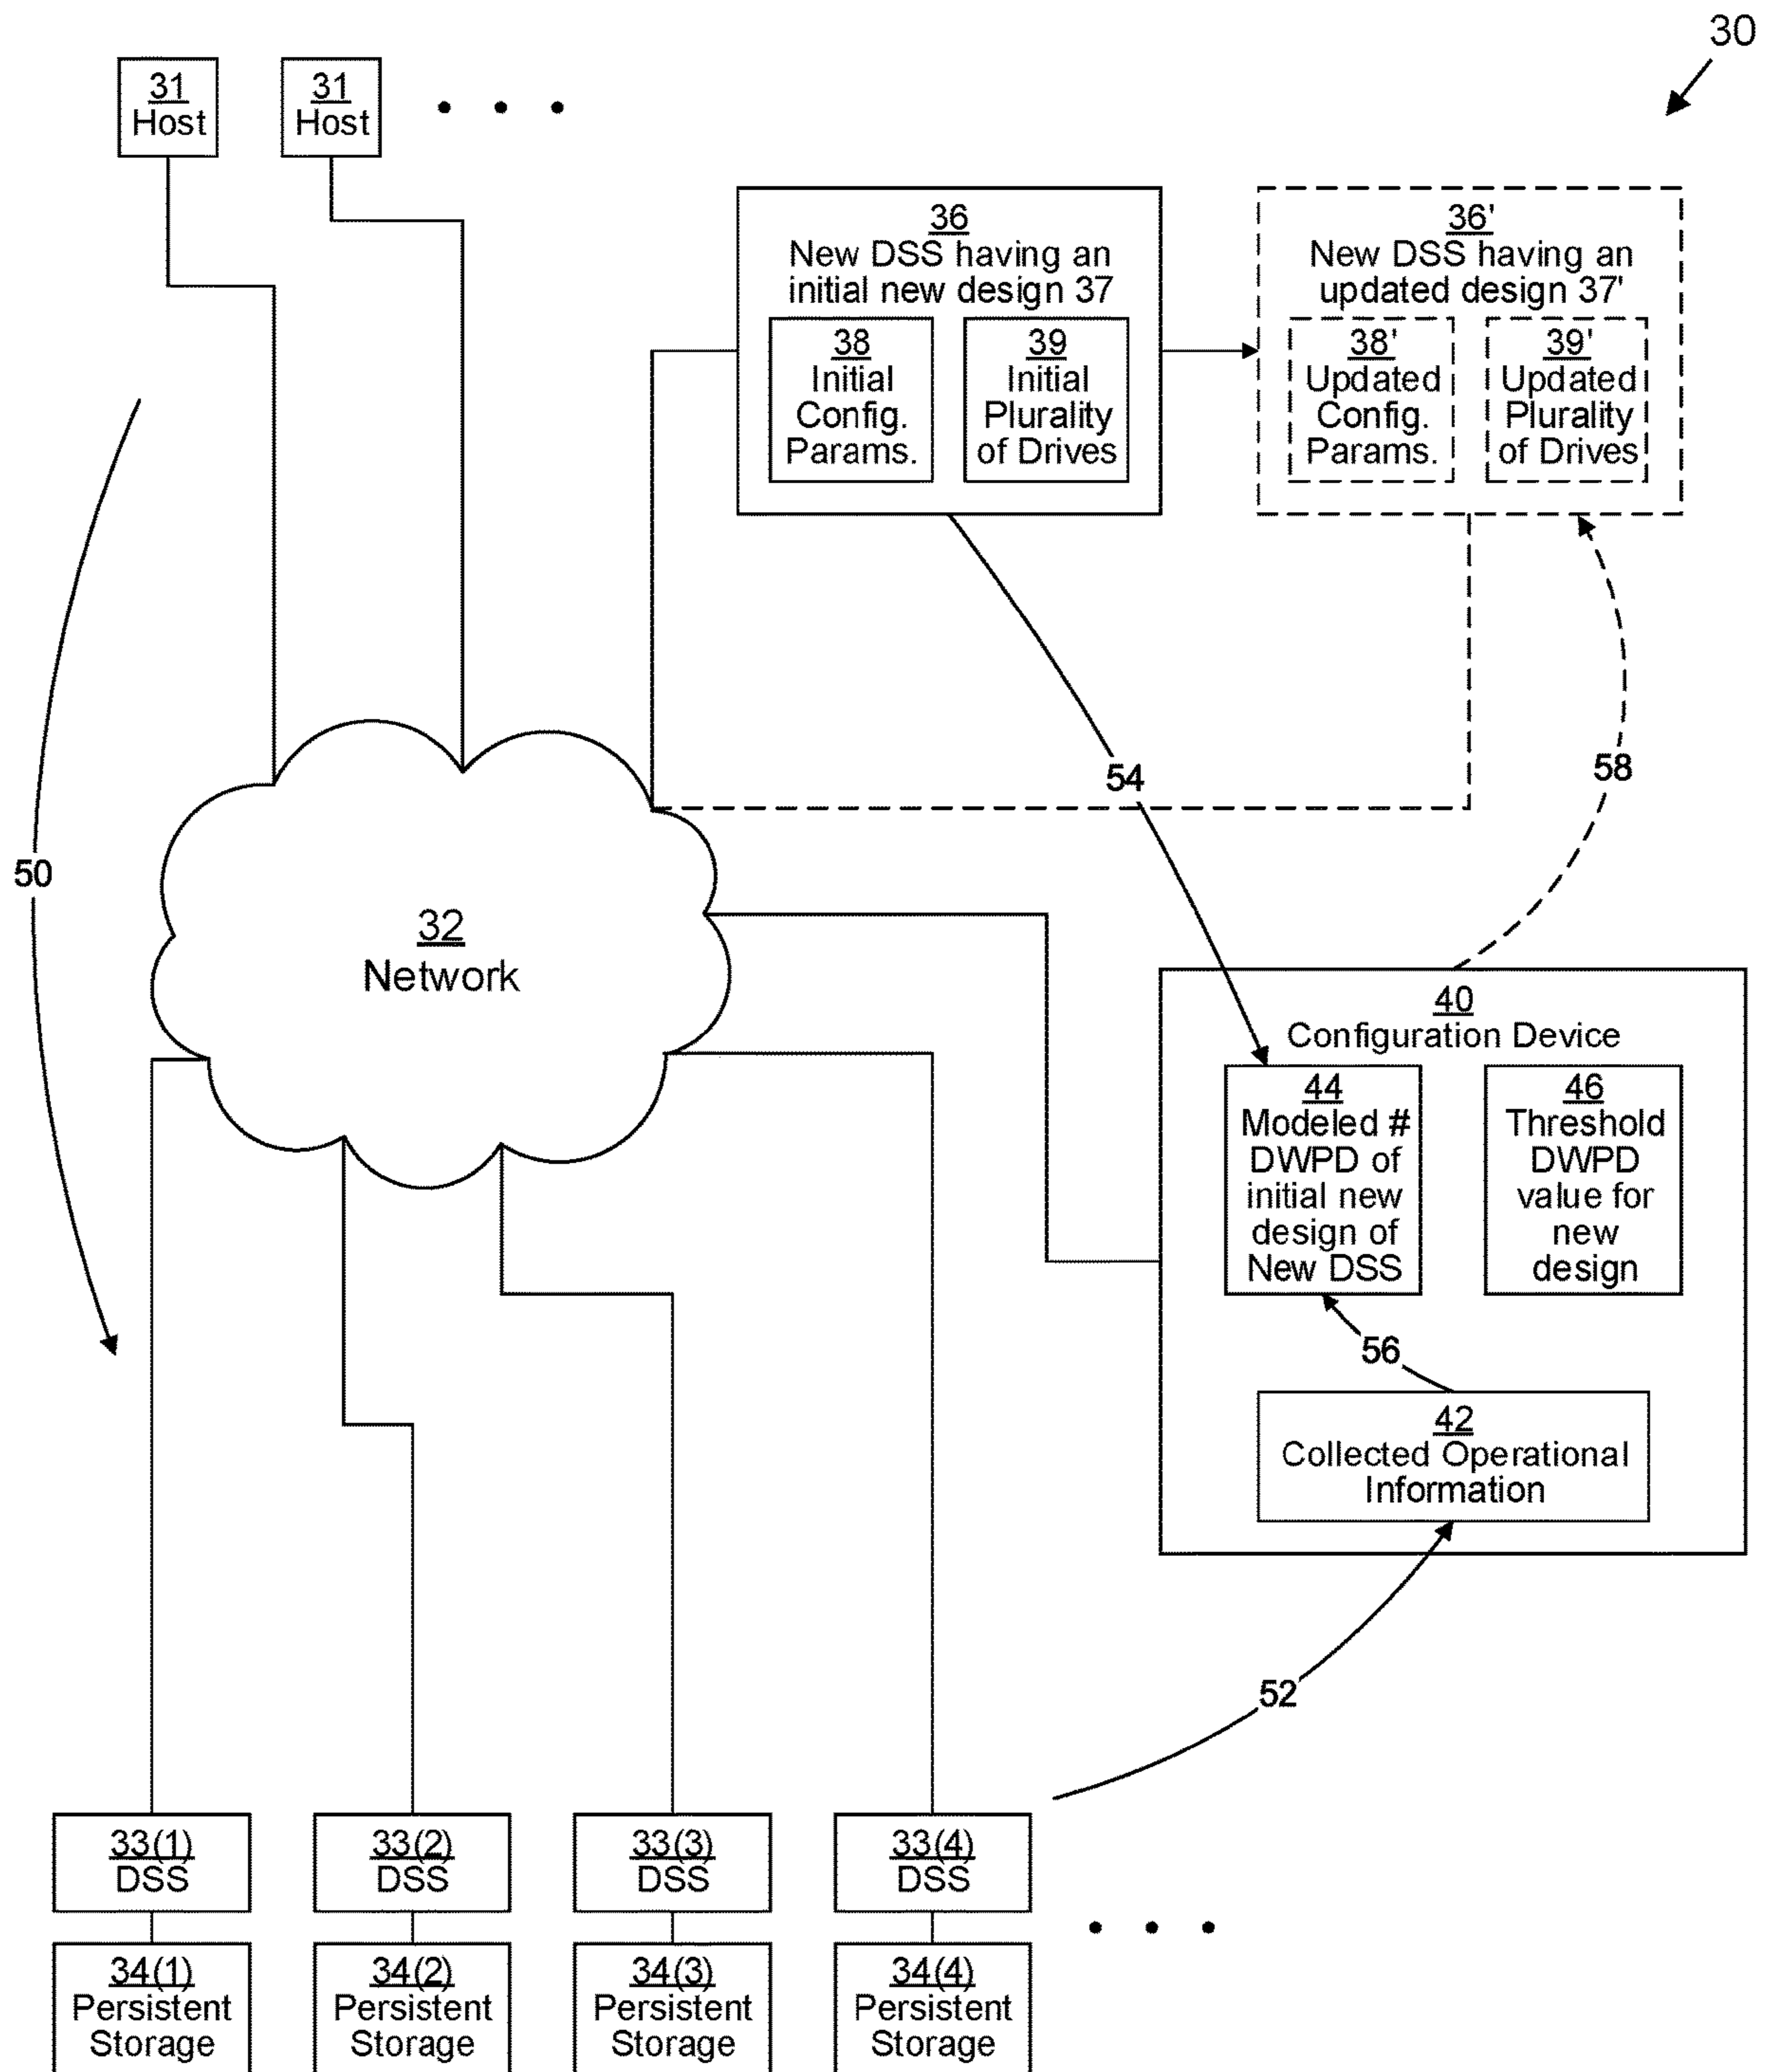 30
31
Host
31
Host
36
New DSS having an
initial new design 37
38
Initial
Config.
Params.
39
Initial
Plurality
of Drives
36'
New DSS having an
updated design 37'
38'
Updated
Config.
Params.
39'
Updated
Plurality
of Drives
54
58
50
32
Network
40
Configuration Device
44
Modeled #
DWPD of
initial new
design of
New DSS
46
Threshold
DWPD
value for
new
design
56
42
Collected Operational
Information
52
33(1)
DSS
33(2)
DSS
33(3)
DSS
33(4)
DSS
34(1)
Persistent
Storage
34(2)
Persistent
Storage
34(3)
Persistent
Storage
34(4)
Persistent
Storage